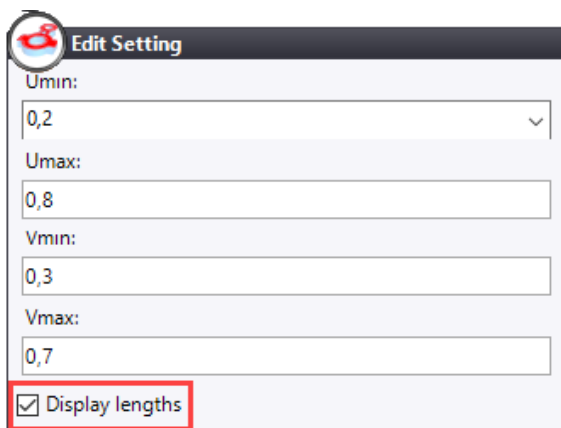 Edit Setting
Umin:
0,2
Umax:
0,8
Vmin:
0,3
Vmax:
0,7
Display lengths